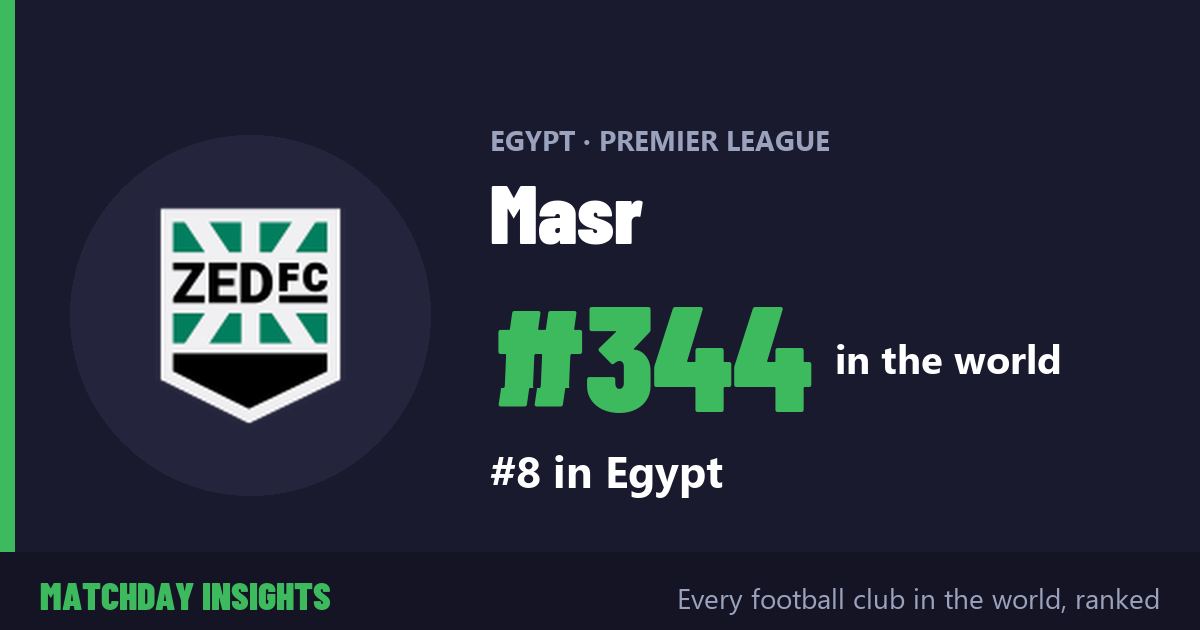 EGYPT · PREMIER LEAGUE
Masr
ZED FC
#344 in the world
#8 in Egypt
MATCHDAY INSIGHTS
Every football club in the world, ranked